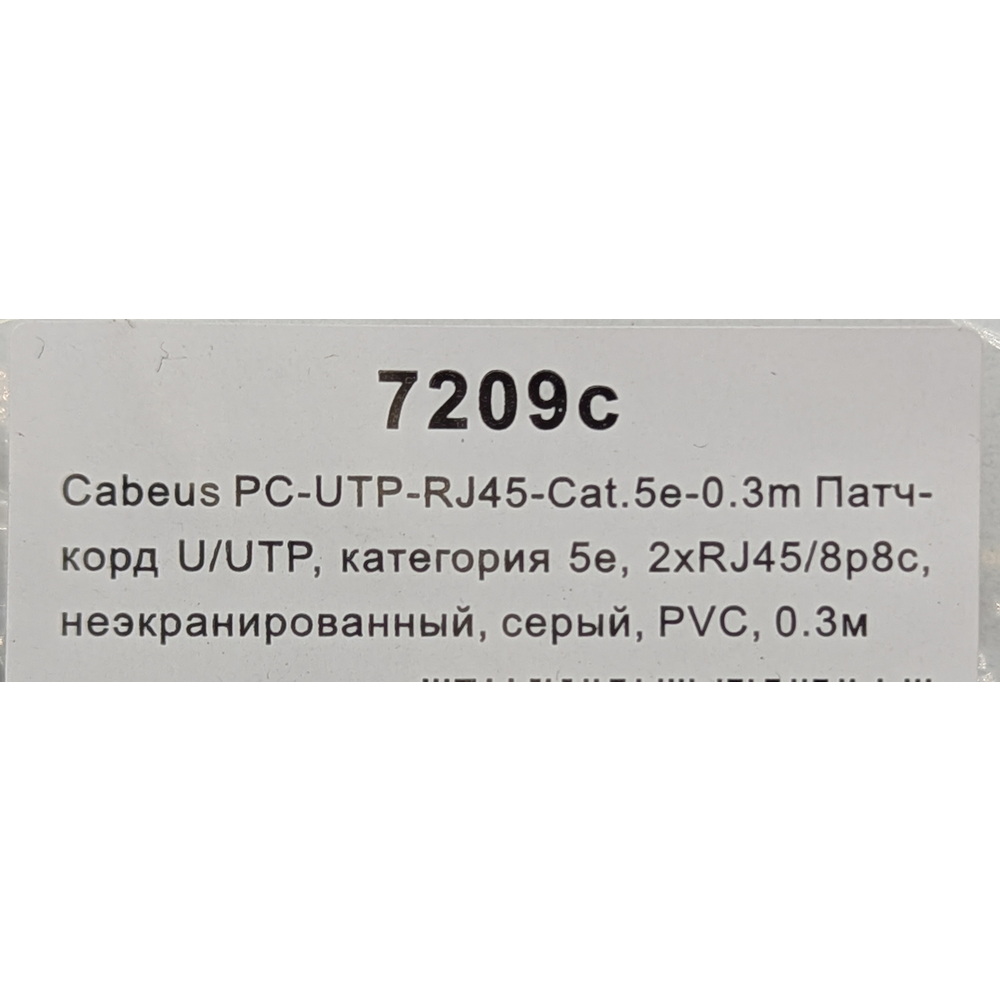 7209c
Cabeus PC-UTP-RJ45-Cat.5e-0.3m Патч-
корд U/UTP, категория 5e, 2xRJ45/8p8c,
неэкранированный, серый, PVC, 0.3м